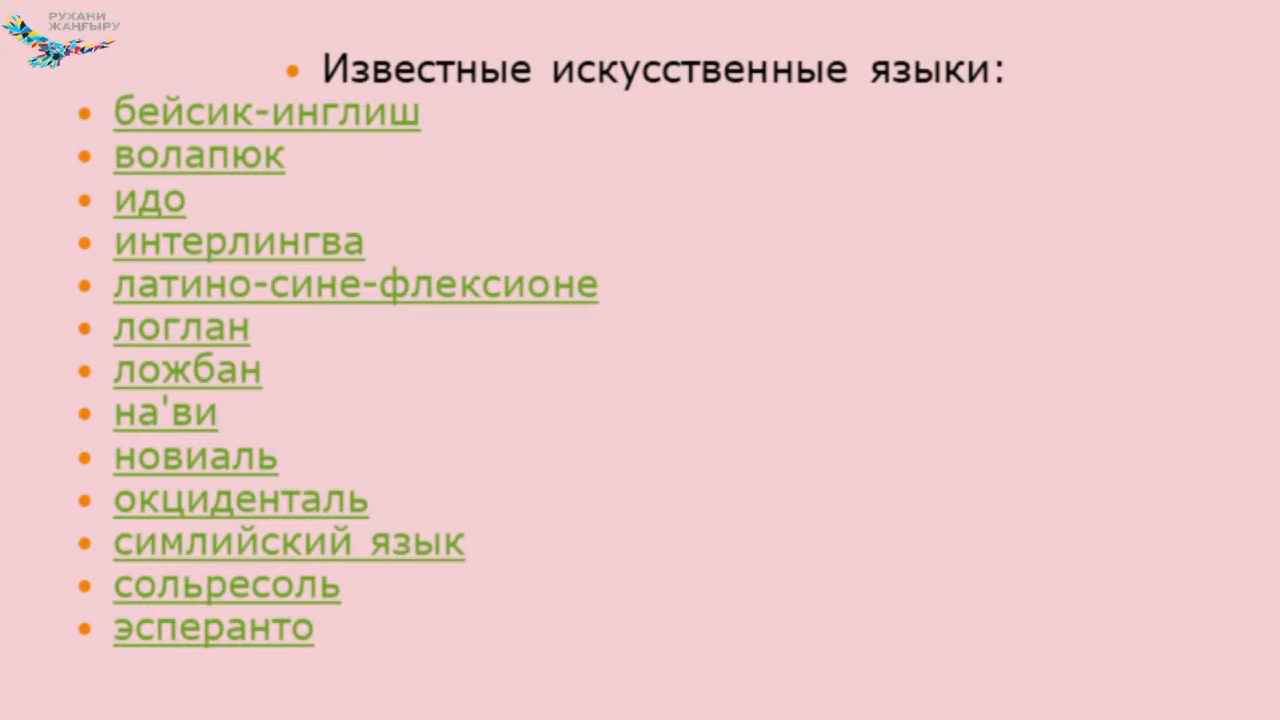 РУХАНИ
ЖАҢҒЫРУ
Известные искусственные языки:
бейсик-инглиш
волапюк
идо
интерлингва
латино-сине-флексионе
логлан
ложбан
на'ви
новиаль
окциденталь
симлийский язык
сольресоль
эсперанто